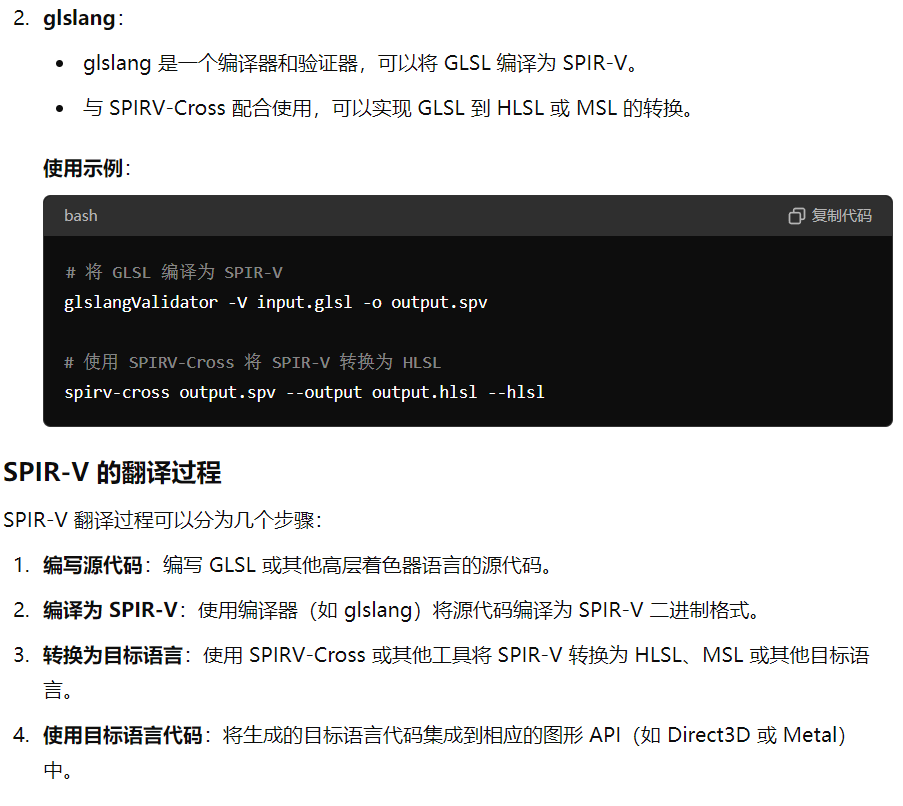 2. glslang：
• glslang 是一个编译器和验证器，可以将 GLSL 编译为 SPIR-V。
• 与 SPIRV-Cross 配合使用，可以实现 GLSL 到 HLSL 或 MSL 的转换。
使用示例：
bash 复制代码
# 将 GLSL 编译为 SPIR-V
glslangValidator -V input.glsl -o output.spv
# 使用 SPIRV-Cross 将 SPIR-V 转换为 HLSL
spirv-cross output.spv --output output.hlsl --hlsl
SPIR-V 的翻译过程
SPIR-V 翻译过程可以分为几个步骤：
1. 编写源代码：编写 GLSL 或其他高层着色器语言的源代码。
2. 编译为 SPIR-V：使用编译器（如 glslang）将源代码编译为 SPIR-V 二进制格式。
3. 转换为目标语言：使用 SPIRV-Cross 或其他工具将 SPIR-V 转换为 HLSL、MSL 或其他目标语
言。
4. 使用目标语言代码：将生成的目标语言代码集成到相应的图形 API（如 Direct3D 或 Metal）
中。